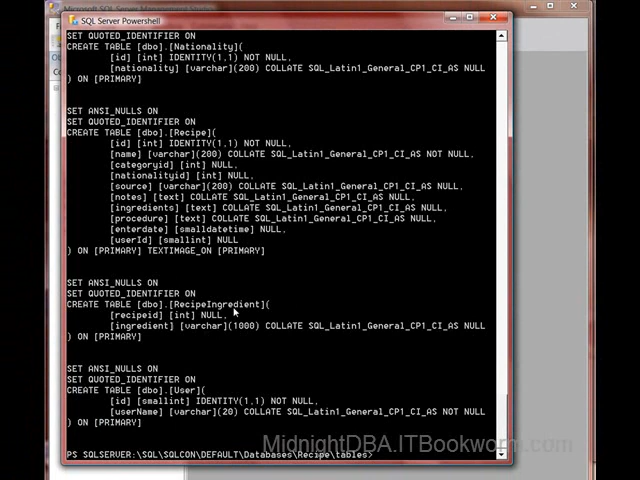 Microsoft SQL Server Management Studio
SQL Server Powershell
SET QUOTED_IDENTIFIER ON
CREATE TABLE [dbo].[Nationality](
[id] [int] IDENTITY(1,1) NOT NULL,
[nationality] [varchar](200) COLLATE SQL_Latin1_General_CP1_CI_AS NULL
) ON [PRIMARY]
SET ANSI_NULLS ON
SET QUOTED_IDENTIFIER ON
CREATE TABLE [dbo].[Recipe](
[id] [int] IDENTITY(1,1) NOT NULL,
[name] [varchar](200) COLLATE SQL_Latin1_General_CP1_CI_AS NOT NULL,
[categoryid] [int] NULL,
[nationalityid] [int] NULL,
[source] [varchar](200) COLLATE SQL_Latin1_General_CP1_CI_AS NULL,
[notes] [text] COLLATE SQL_Latin1_General_CP1_CI_AS NULL,
[ingredients] [text] COLLATE SQL_Latin1_General_CP1_CI_AS NULL,
[procedure] [text] COLLATE SQL_Latin1_General_CP1_CI_AS NULL,
[enterdate] [smalldatetime] NULL,
[userId] [smallint] NULL
) ON [PRIMARY] TEXTIMAGE_ON [PRIMARY]
SET ANSI_NULLS ON
SET QUOTED_IDENTIFIER ON
CREATE TABLE [dbo].[RecipeIngredient](
[recipeid] [int] NULL,
[ingredient] [varchar](1000) COLLATE SQL_Latin1_General_CP1_CI_AS NULL
) ON [PRIMARY]
SET ANSI_NULLS ON
SET QUOTED_IDENTIFIER ON
CREATE TABLE [dbo].[User](
[id] [smallint] IDENTITY(1,1) NOT NULL,
[userName] [varchar](20) COLLATE SQL_Latin1_General_CP1_CI_AS NOT NULL
) ON [PRIMARY]
MidnightDBA.ITBookworm.com
PS SQLSERVER:\SQL\SQLCON\DEFAULT\Databases\Recipe\tables>